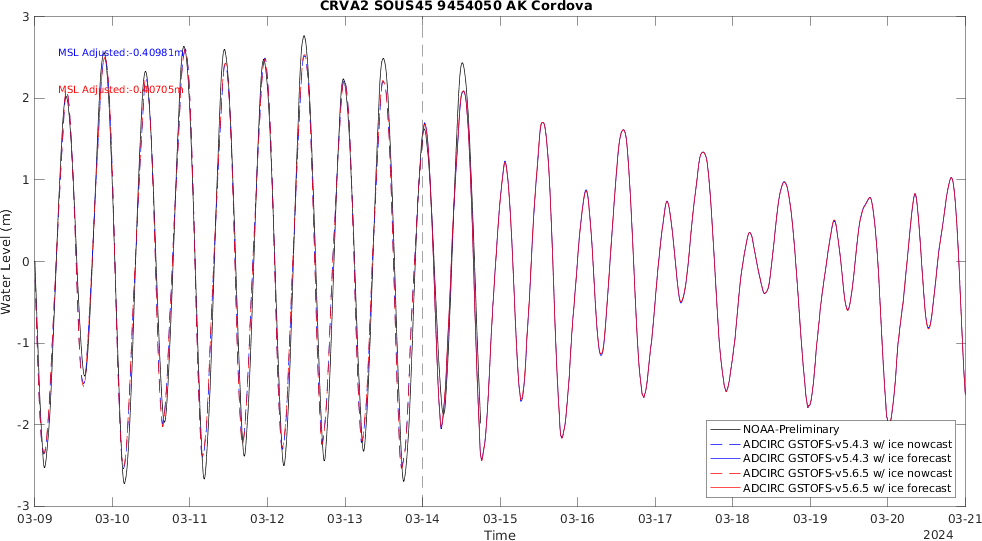 CRVA2 SOUS45 9454050 AK Cordova
3
MSL Adjusted:-0.40981m
MSL Adjusted:-0.40705m
2
1
0
-1
-2
-3
Water Level (m)
NOAA-Preliminary
ADCIRC GSTOFS-v5.4.3 w/ ice nowcast
ADCIRC GSTOFS-v5.4.3 w/ ice forecast
ADCIRC GSTOFS-v5.6.5 w/ ice nowcast
ADCIRC GSTOFS-v5.6.5 w/ ice forecast
03-09 03-10 03-11 03-12 03-13 03-14 03-15 03-16 03-17 03-18 03-19 03-20 03-21
Time
2024